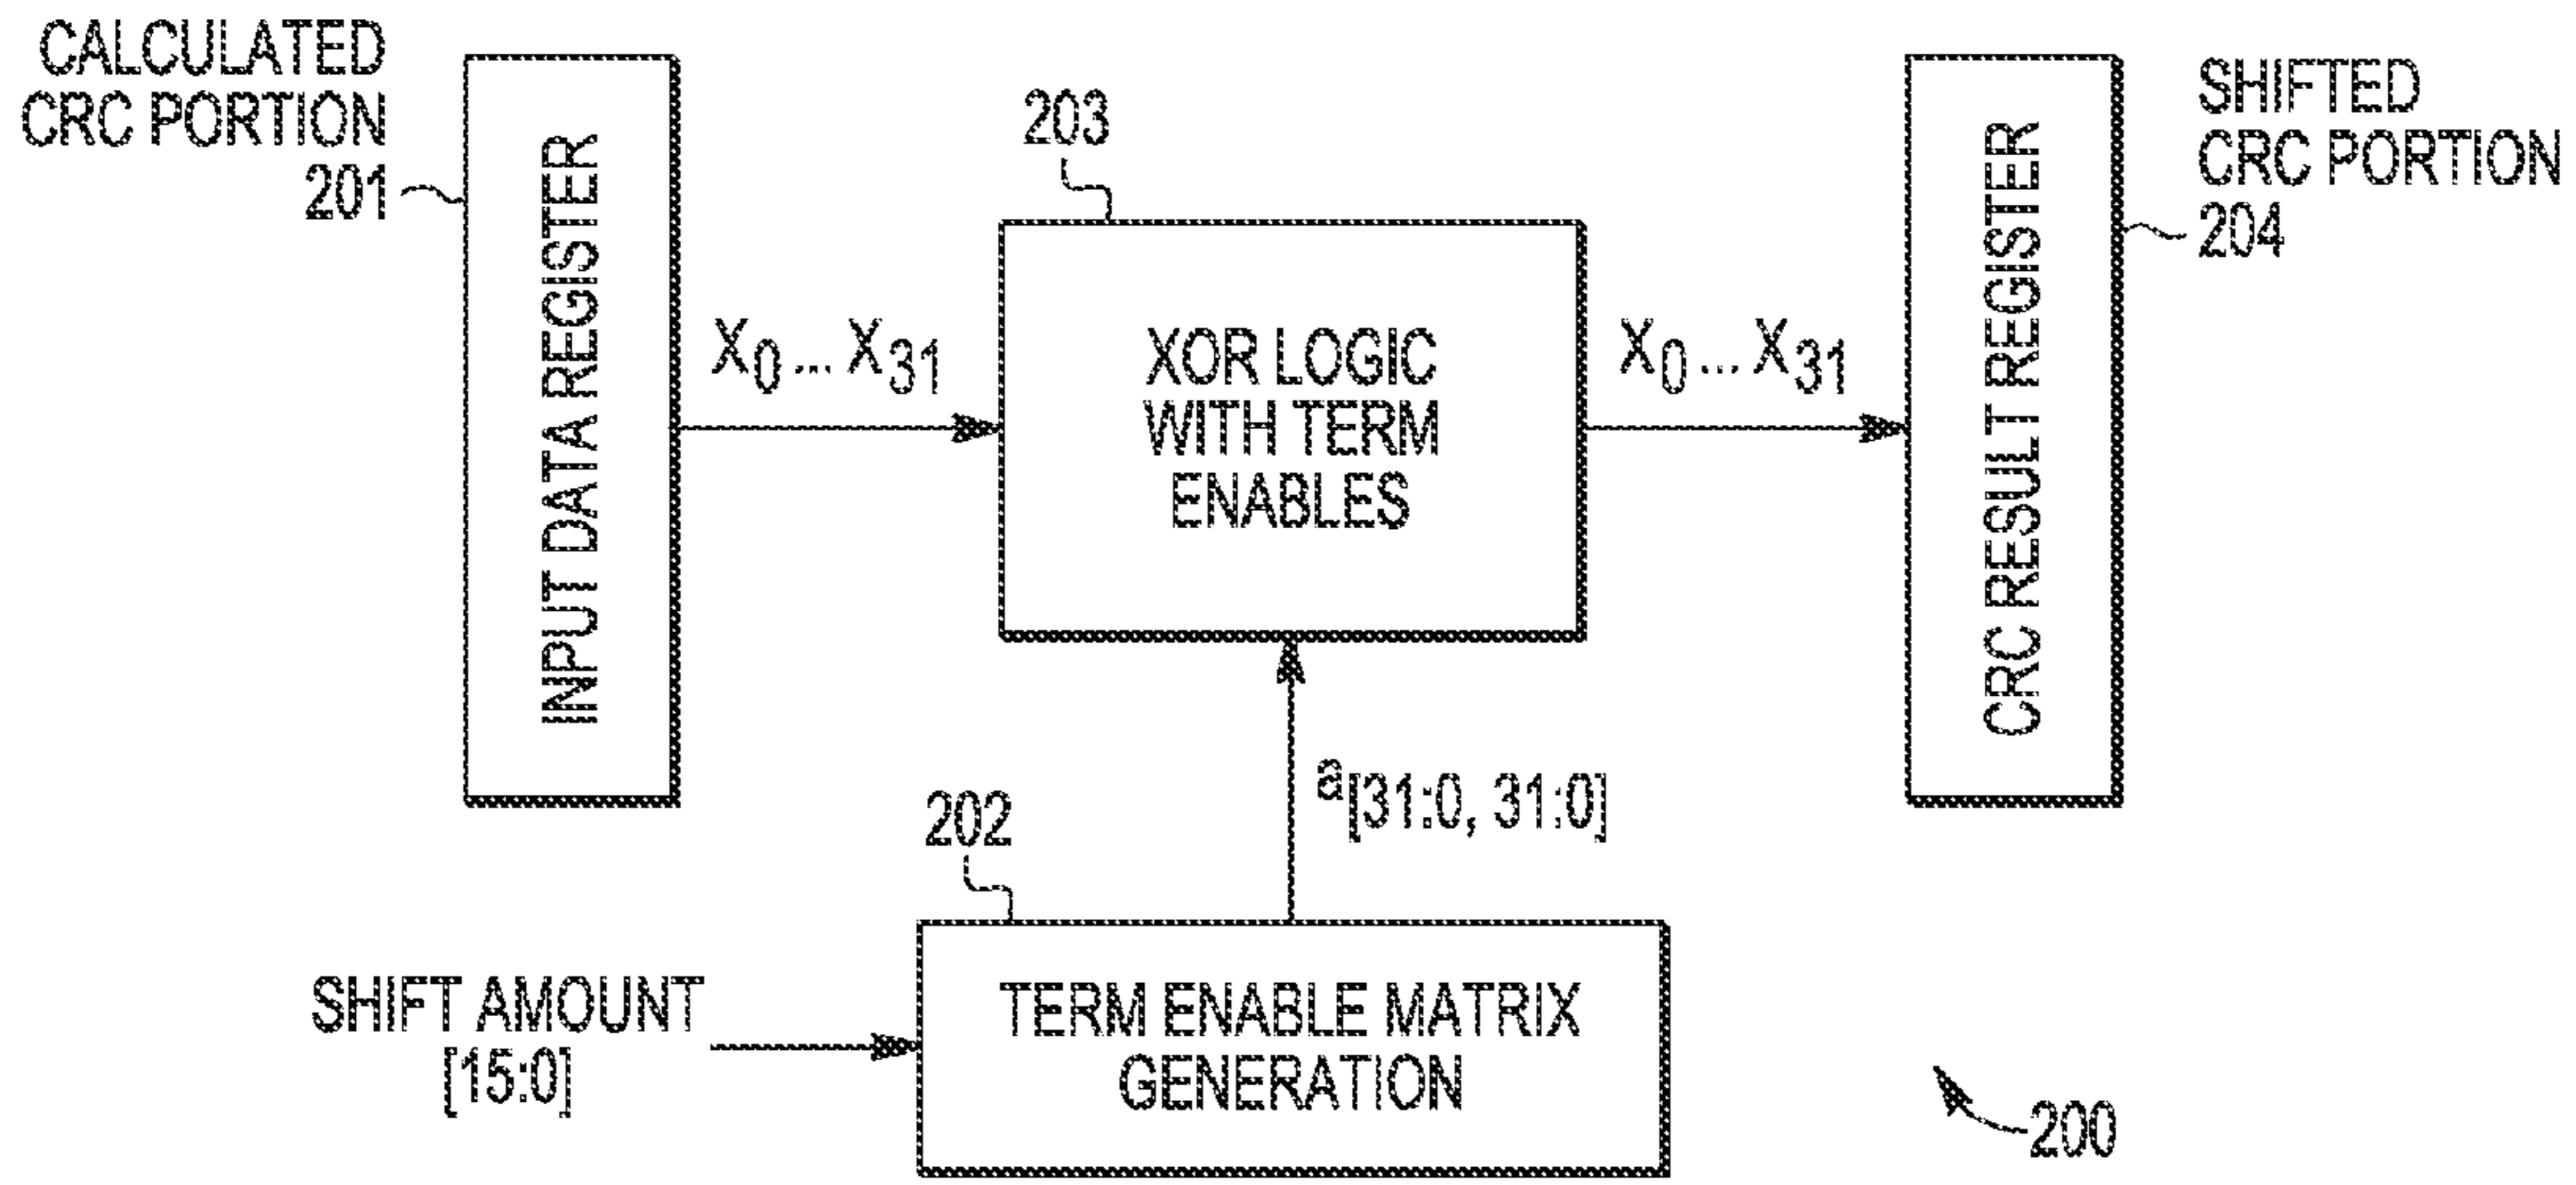 CALCULATED
CRC PORTION
201
INPUT DATA REGISTER
X0 ... X31
203
XOR LOGIC
WITH TERM
ENABLES
X0 ... X31
CRC RESULT REGISTER
SHIFTED
CRC PORTION
204
a[31:0, 31:0]
202
SHIFT AMOUNT
[15:0]
TERM ENABLE MATRIX
GENERATION
200